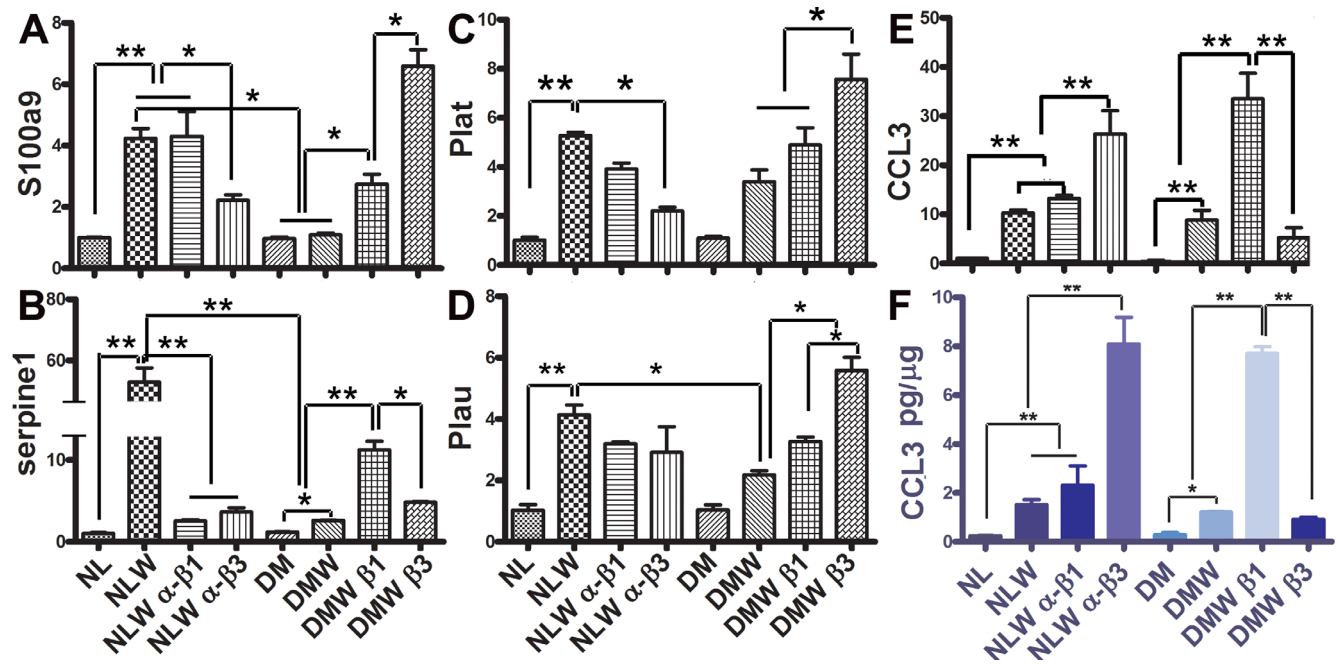 A
S100a9
8
6
4
2
0
**
*
*
*
*
B
serpine1
80
60
10
0
**
**
**
*
**
*
NL
NLW
NLW α-β1
NLW α-β3
DM
DMW
DMW β1
DMW β3
C
Plat
10
8
6
4
2
0
**
*
*
D
Plau
8
6
4
2
0
**
*
*
*
NL
NLW
NLW α-β1
NLW α-β3
DM
DMW
DMW β1
DMW β3
E
CCL3
50
40
30
20
10
0
**
**
**
**
**
F
CCL3 pg/µg
10
8
6
4
2
0
**
**
*
**
**
NL
NLW
NLW α-β1
NLW α-β3
DM
DMW
DMW β1
DMW β3